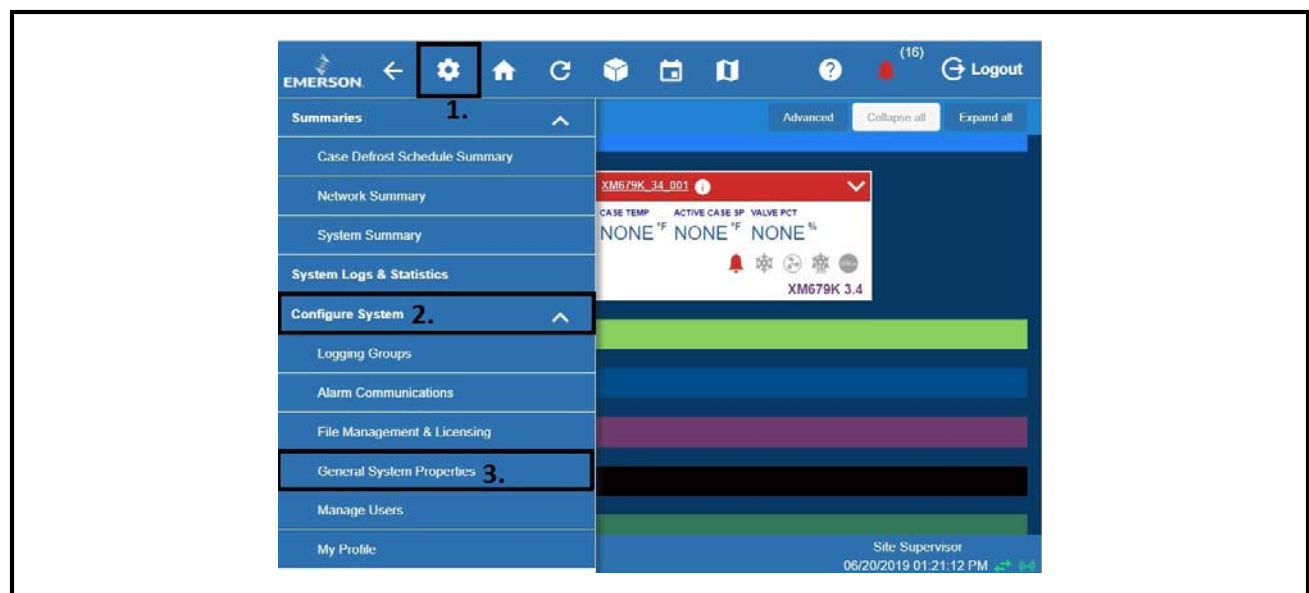 (16)
EMERSON Logout
1.
Summaries Advanced Collapse all Expand all
Case Defrost Schedule Summary
Network Summary XM679K_34_001
CASE TEMP ACTIVE CASE SP VALVE PCT
System Summary NONE °F NONE °F NONE %
System Logs & Statistics
XM679K 3.4
Configure System 2.
Logging Groups
Alarm Communications
File Management & Licensing
General System Properties 3.
Manage Users
My Profile Site Supervisor
06/20/2019 01:21:12 PM